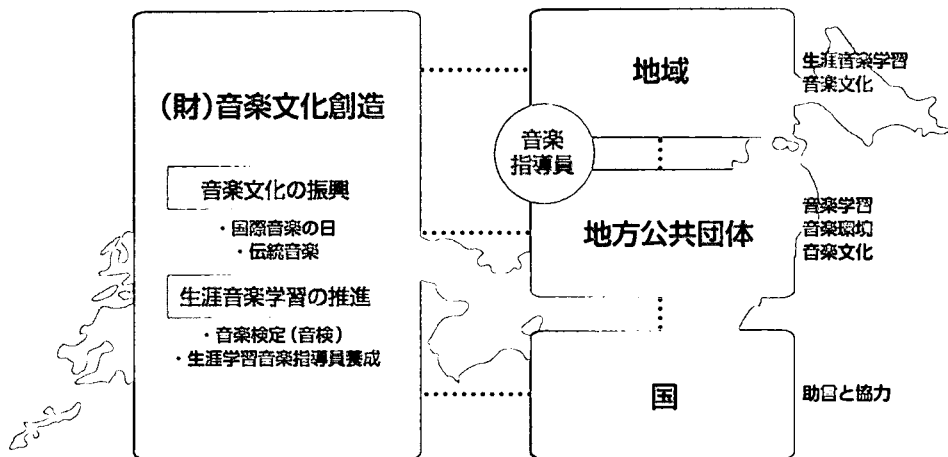 (財)音楽文化創造
音楽文化の振興
・国際音楽の日
・伝統音楽
生涯音楽学習の推進
・音楽検定(音検)
・生涯学習音楽指導員養成
地域
音楽
指導員
地方公共団体
国
生涯音楽学習
音楽文化
音楽学習
音楽環境
音楽文化
助言と協力